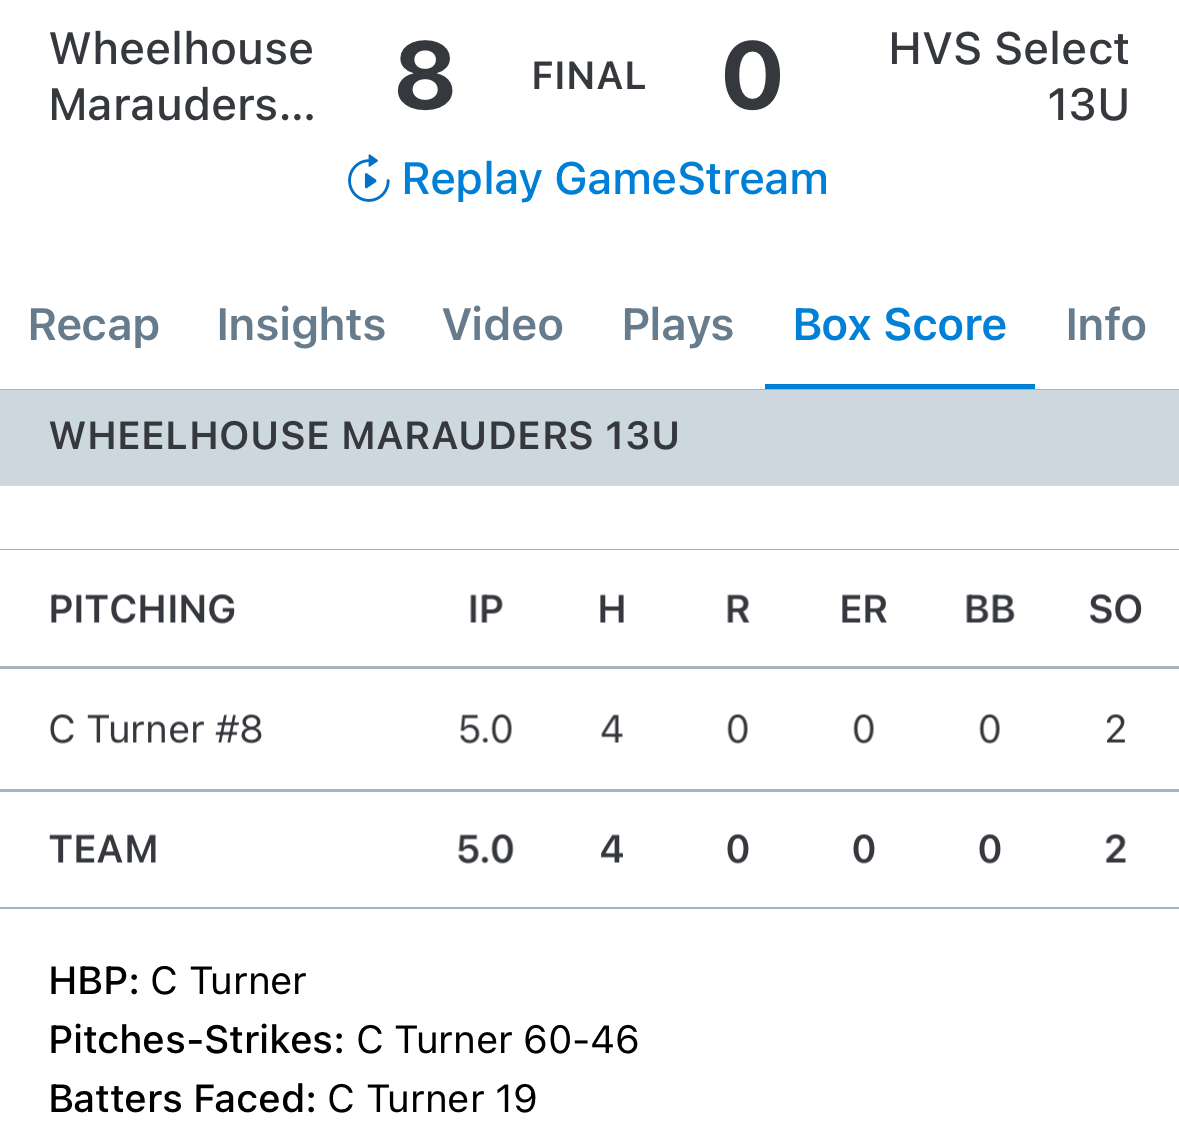 Wheelhouse
Marauders...
8
FINAL
0
HVS Select
13U
Replay GameStream
Recap Insights Video Plays Box Score Info
WHEELHOUSE MARAUDERS 13U
PITCHING IP H R ER BB SO
C Turner #8 5.0 4 0 0 0 2
TEAM 5.0 4 0 0 0 2
HBP: C Turner
Pitches-Strikes: C Turner 60-46
Batters Faced: C Turner 19